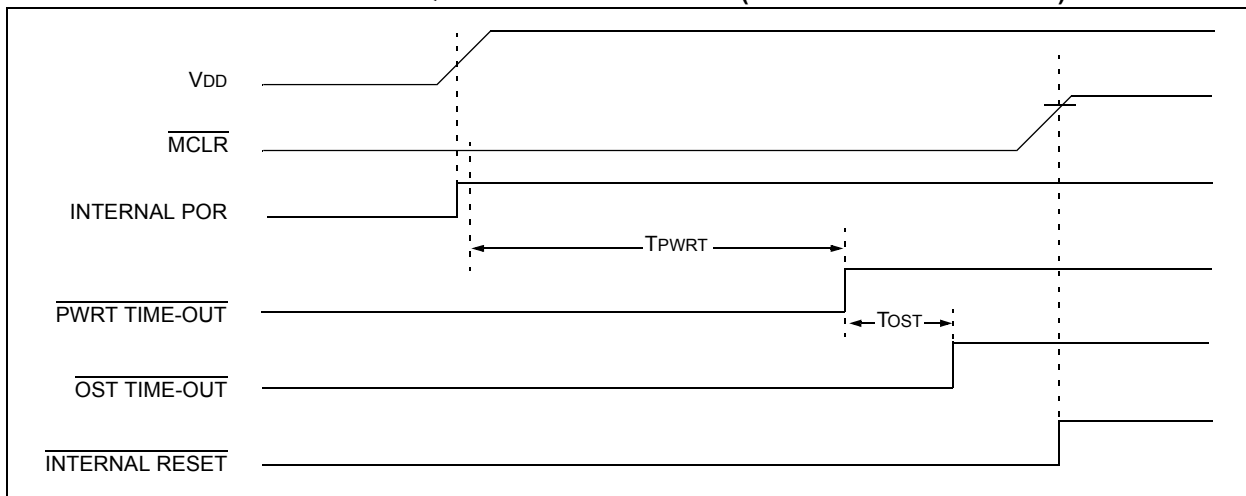 VDD
MCLR
INTERNAL POR
TPWRT
PWRT TIME-OUT
TOST
OST TIME-OUT
INTERNAL RESET